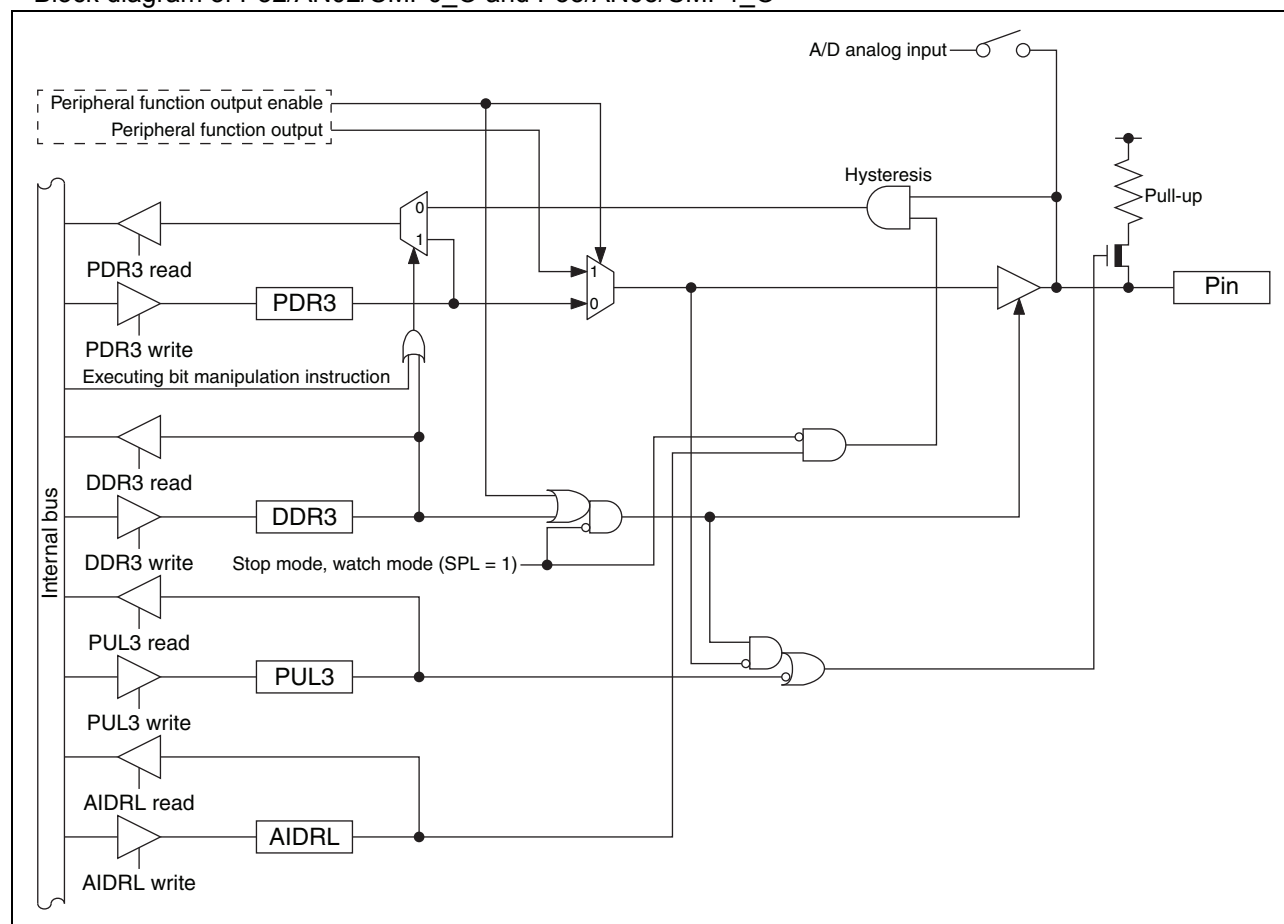 A/D analog input
Peripheral function output enable
Peripheral function output
Hysteresis
Pull-up
0
1
PDR3 read
1
0
PDR3
Pin
PDR3 write
Executing bit manipulation instruction
DDR3 read
DDR3
DDR3 write
Stop mode, watch mode (SPL = 1)
Internal bus
PUL3 read
PUL3
PUL3 write
AIDRL read
AIDRL
AIDRL write